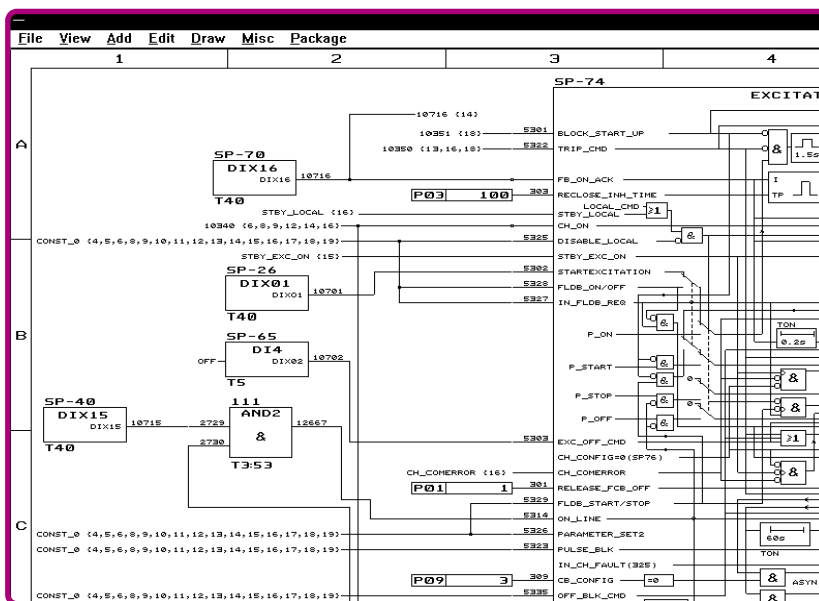 File View Add Edit Draw Misc Package
1 2 3 4
SP-74
EXCITAT
A
10716 (14)
10351 (18) 5301 BLOCK_START_UP
10350 (13,16,18) 5322 TRIP_CMD
& 1.5s
SP-70
DIX16
DIX16 10716
T40
FB_ON_ACK
I
TP
P03 100 303 RECLOSE_INH_TIME
LOCAL_CMD
STBY_LOCAL (16) STBY_LOCAL ≥1
10340 (6,8,9,12,14,16) CH_ON
&
CONST_0 (4,5,6,8,9,10,11,12,13,14,15,16,17,18,19) 5325 DISABLE_LOCAL
STBY_EXC_ON (15) STBY_EXC_ON
SP-26
5302 STARTEXCITATION
DIX01
DIX01 10701
T40
5328 FLDB_ON/OFF
5327 IN_FLDB_REQ
&
TON
0.2s
B
SP-65
P_ON
DI4
OFF DIX02 10702
T5
P_START &
&
0
&
P_STOP &
0
&
SP-40
DIX15
DIX15 10715
T40
111
AND2
2729 12667
&
2730
T3:53
P_OFF &
5303 EXC_OFF_CMD
≥1
CH_CONFIG=0(SP76)
CH_COMERROR (16) CH_COMERROR
&
P01 1 301 RELEASE_FCB_OFF
5329 FLDB_START/STOP
5314 ON_LINE
C
CONST_0 (4,5,6,8,9,10,11,12,13,14,15,16,17,18,19) 5326 PARAMETER_SET2
60s
TON
CONST_0 (4,5,6,8,9,10,11,12,13,14,15,16,17,18,19) 5323 PULSE_BLK
IN_CH_FAULT(325)
P09 3 309 CB_CONFIG =0
& ASYN
CONST_0 (4,5,6,8,9,10,11,12,13,14,15,16,17,18,19) 5335 OFF_BLK_CMD
&